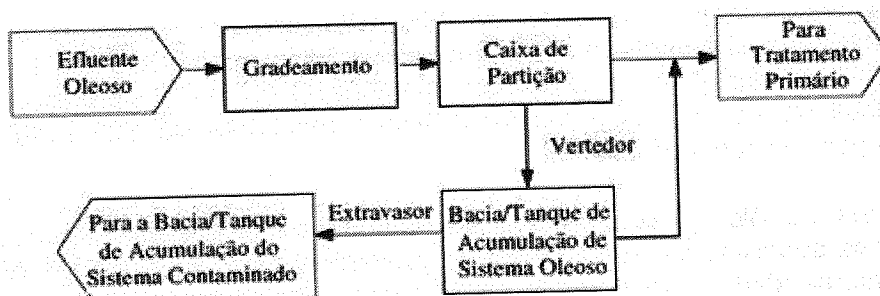 Efluente
Oleoso
Gradeamento
Caixa de
Partição
Para
Tratamento
Primário
Vertedor
Para a Bacia/Tanque
de Acumulação do
Sistema Contaminado
Extravasor
Bacia/Tanque de
Acumulação de
Sistema Oleoso